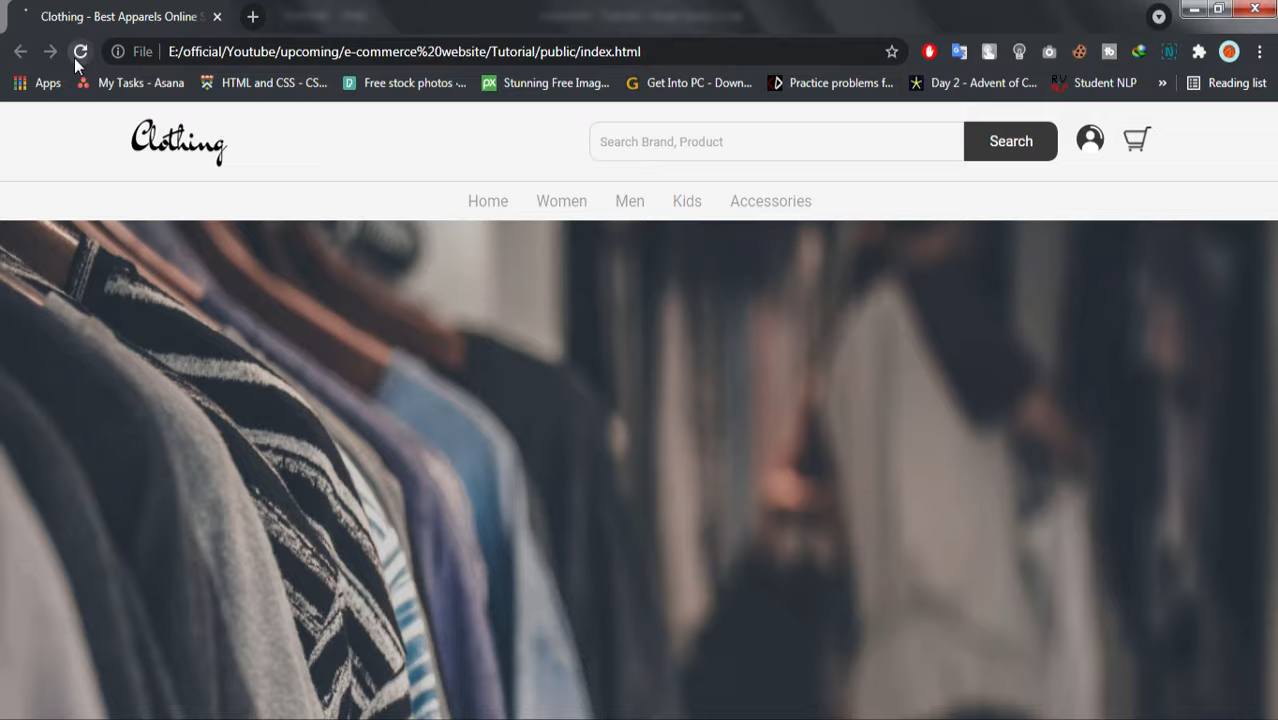 Clothing - Best Apparels Online S
File E:/official/Youtube/upcoming/e-commerce%20website/Tutorial/public/index.html
Apps My Tasks - Asana HTML and CSS - CS... Free stock photos ·... Stunning Free Imag... Get Into PC - Down... Practice problems f... Day 2 - Advent of C... Student NLP » Reading list
Clothing
Search Brand, Product Search
Home Women Men Kids Accessories